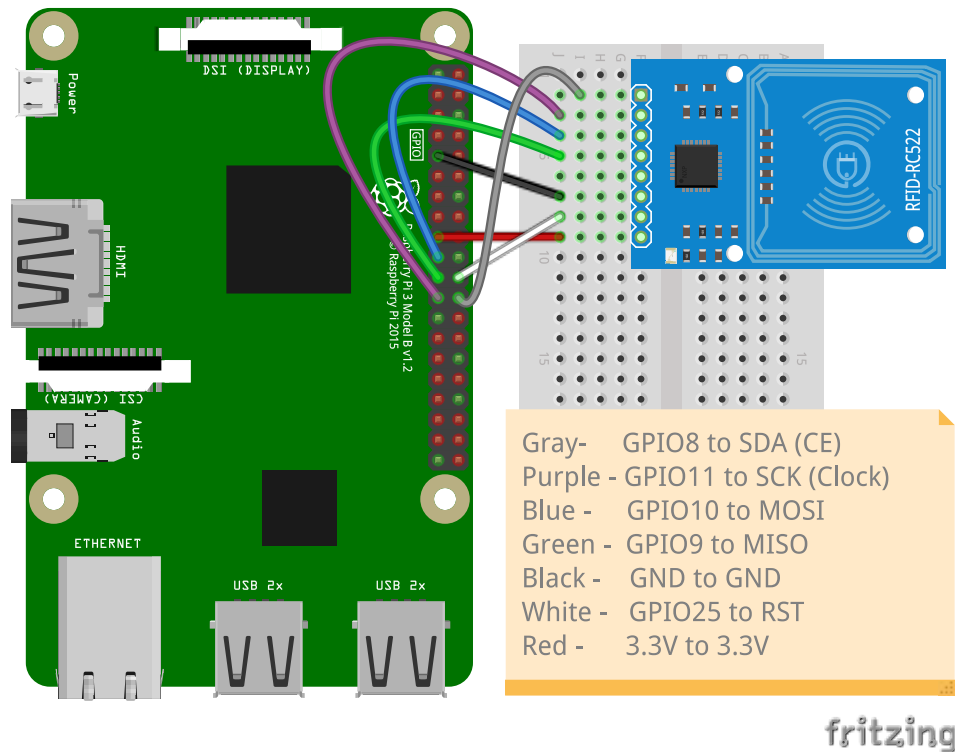 DSI (DISPLAY)
Power
GPIO
HDMI
Raspberry Pi 3 Model B v1.2
© Raspberry Pi 2015
CSI (CAMERA)
Audio
ETHERNET
USB 2x
USB 2x
J I H G F
10
15
15
RFID-RC522
Gray- GPIO8 to SDA (CE)
Purple - GPIO11 to SCK (Clock)
Blue - GPIO10 to MOSI
Green - GPIO9 to MISO
Black - GND to GND
White - GPIO25 to RST
Red - 3.3V to 3.3V
fritzing